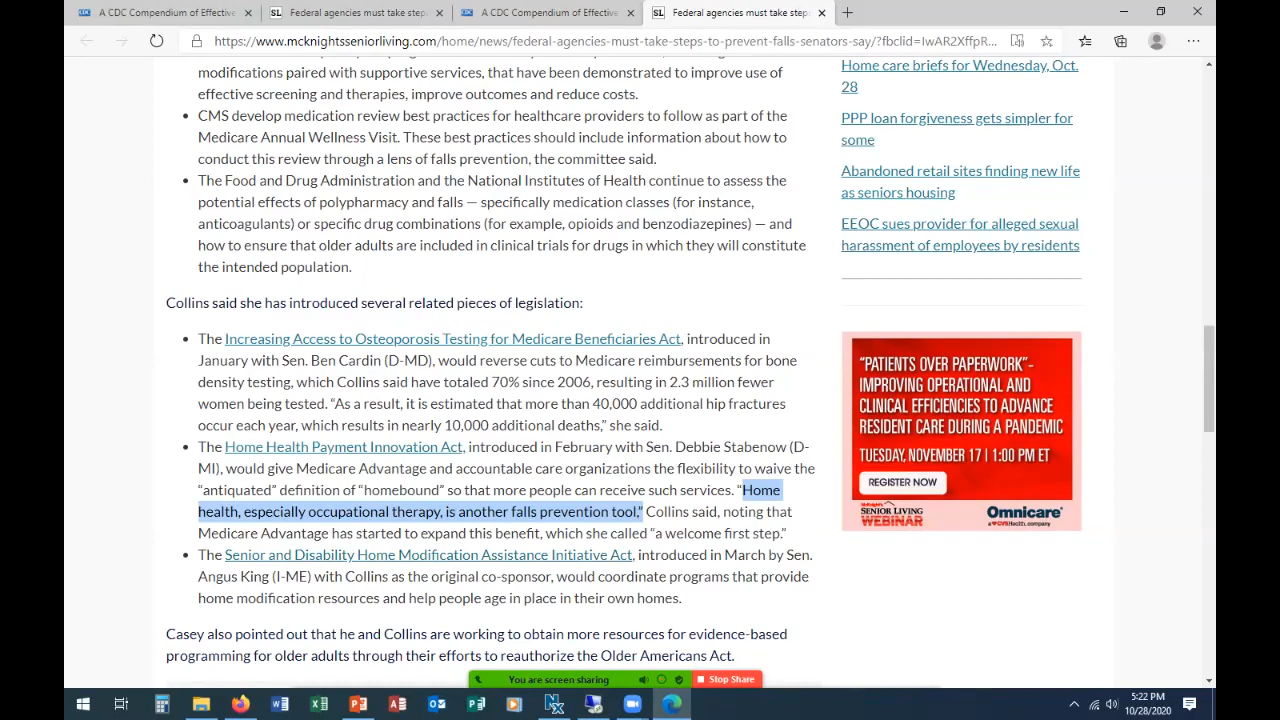 A CDC Compendium of Effective
Federal agencies must take step
A CDC Compendium of Effective
Federal agencies must take step
https://www.mcknightsseniorliving.com/home/news/federal-agencies-must-take-steps-to-prevent-falls-senators-say/?fbclid=IwAR2XffpR...
modifications paired with supportive services, that have been demonstrated to improve use of
effective screening and therapies, improve outcomes and reduce costs.
CMS develop medication review best practices for healthcare providers to follow as part of the
Medicare Annual Wellness Visit. These best practices should include information about how to
conduct this review through a lens of falls prevention, the committee said.
The Food and Drug Administration and the National Institutes of Health continue to assess the
potential effects of polypharmacy and falls — specifically medication classes (for instance,
anticoagulants) or specific drug combinations (for example, opioids and benzodiazepines) — and
how to ensure that older adults are included in clinical trials for drugs in which they will constitute
the intended population.
Collins said she has introduced several related pieces of legislation:
The Increasing Access to Osteoporosis Testing for Medicare Beneficiaries Act, introduced in
January with Sen. Ben Cardin (D-MD), would reverse cuts to Medicare reimbursements for bone
density testing, which Collins said have totaled 70% since 2006, resulting in 2.3 million fewer
women being tested. “As a result, it is estimated that more than 40,000 additional hip fractures
occur each year, which results in nearly 10,000 additional deaths,” she said.
The Home Health Payment Innovation Act, introduced in February with Sen. Debbie Stabenow (D-
MI), would give Medicare Advantage and accountable care organizations the flexibility to waive the
“antiquated” definition of “homebound” so that more people can receive such services. “Home
health, especially occupational therapy, is another falls prevention tool,” Collins said, noting that
Medicare Advantage has started to expand this benefit, which she called “a welcome first step.”
The Senior and Disability Home Modification Assistance Initiative Act, introduced in March by Sen.
Angus King (I-ME) with Collins as the original co-sponsor, would coordinate programs that provide
home modification resources and help people age in place in their own homes.
Casey also pointed out that he and Collins are working to obtain more resources for evidence-based
programming for older adults through their efforts to reauthorize the Older Americans Act.
Home care briefs for Wednesday, Oct.
28
PPP loan forgiveness gets simpler for
some
Abandoned retail sites finding new life
as seniors housing
EEOC sues provider for alleged sexual
harassment of employees by residents
“PATIENTS OVER PAPERWORK”-
IMPROVING OPERATIONAL AND
CLINICAL EFFICIENCIES TO ADVANCE
RESIDENT CARE DURING A PANDEMIC
TUESDAY, NOVEMBER 17 | 1:00 PM ET
REGISTER NOW
SENIOR LIVING
WEBINAR
Omnicare
You are screen sharing
Stop Share
5:22 PM
10/28/2020